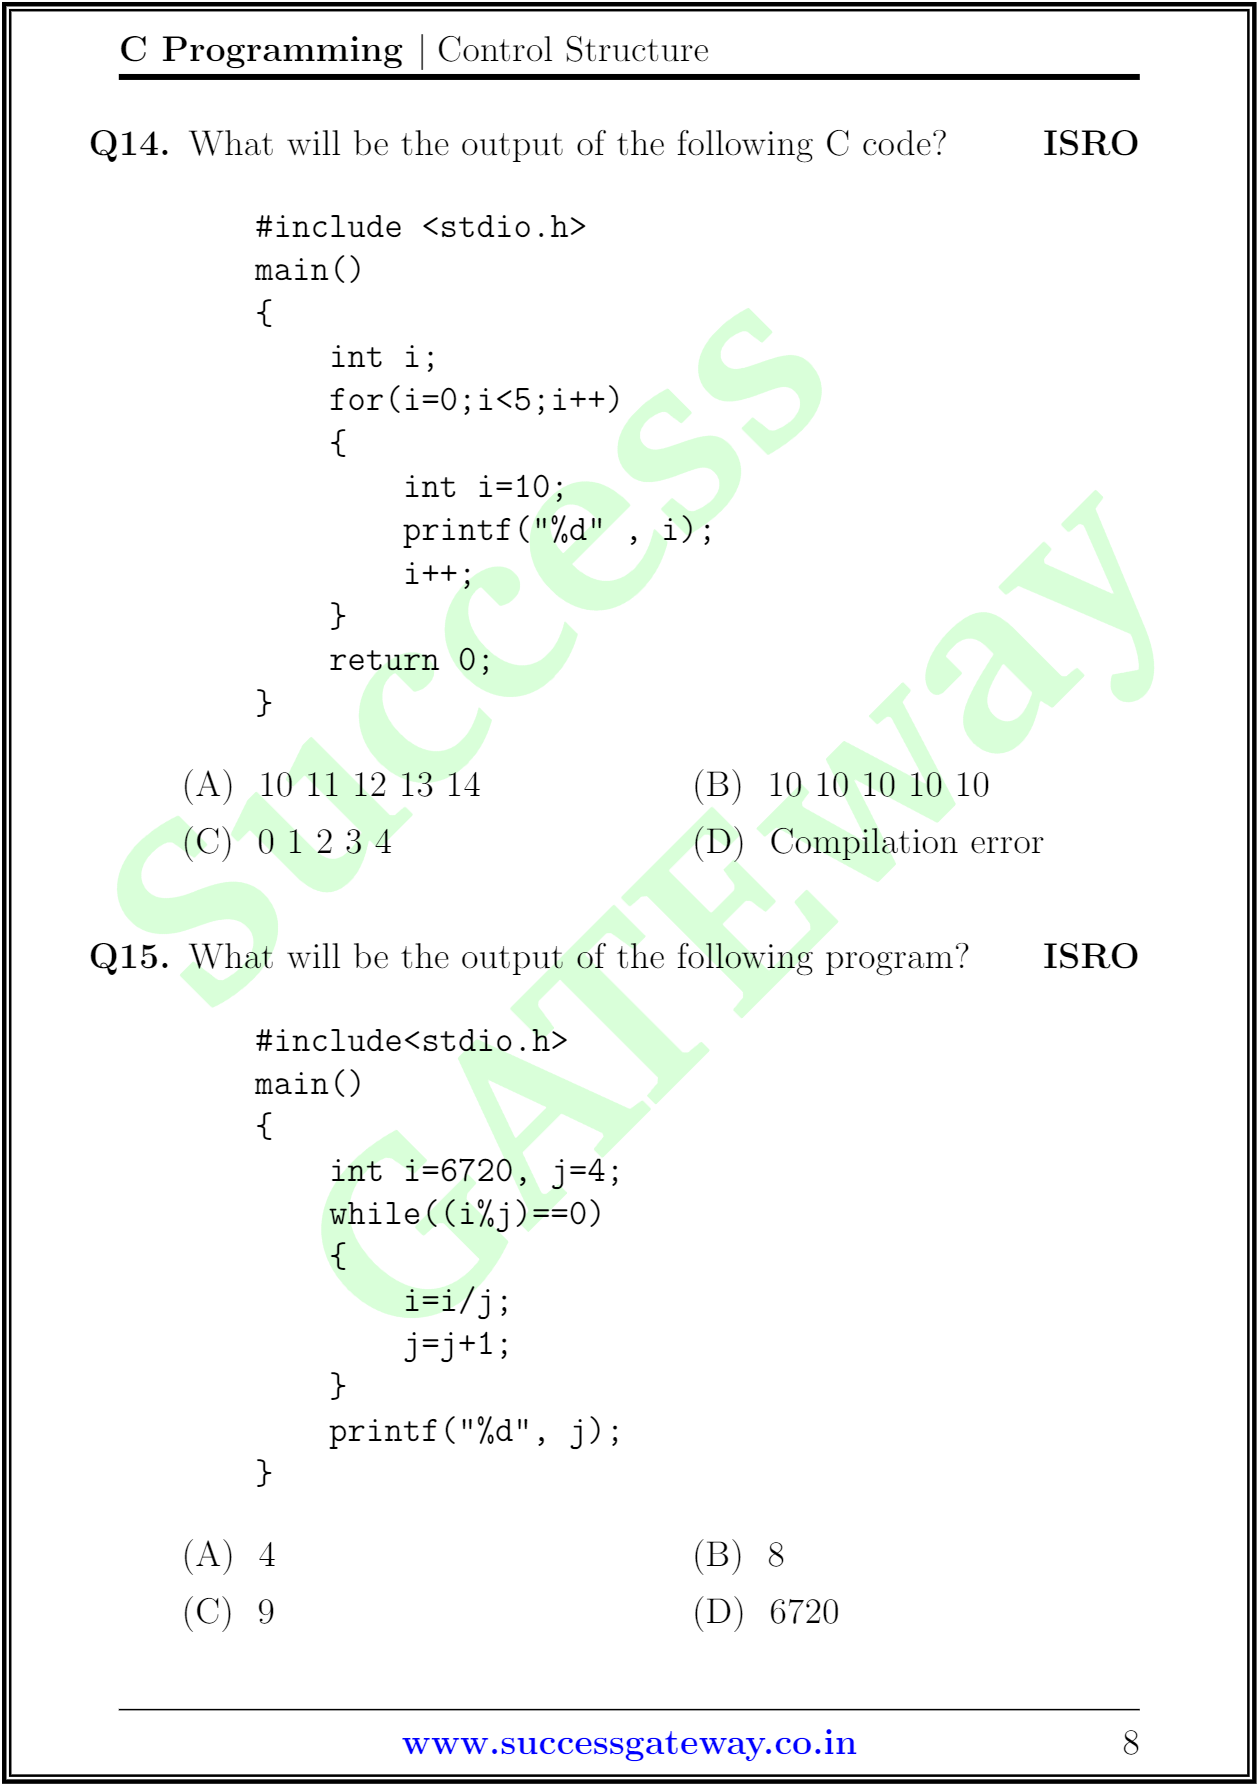 C Programming | Control Structure
Q14. What will be the output of the following C code? ISRO
#include <stdio.h>
main()
{
    int i;
    for(i=0;i<5;i++)
    {
        int i=10;
        printf("%d" , i);
        i++;
    }
    return 0;
}
(A) 10 11 12 13 14 (B) 10 10 10 10 10
(C) 0 1 2 3 4 (D) Compilation error
Q15. What will be the output of the following program? ISRO
#include<stdio.h>
main()
{
    int i=6720, j=4;
    while((i%j)==0)
    {
        i=i/j;
        j=j+1;
    }
    printf("%d", j);
}
(A) 4 (B) 8
(C) 9 (D) 6720
www.successgateway.co.in 8
Success
GATEway